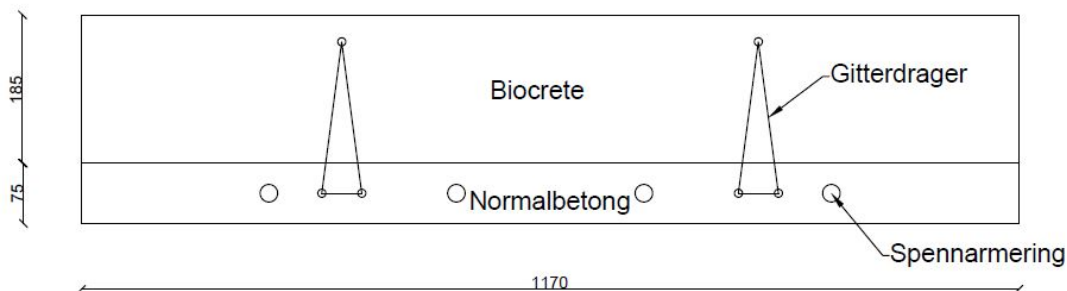 185
Biocrete
Gitterdrager
75
Normalbetong
Spennarmering
1170